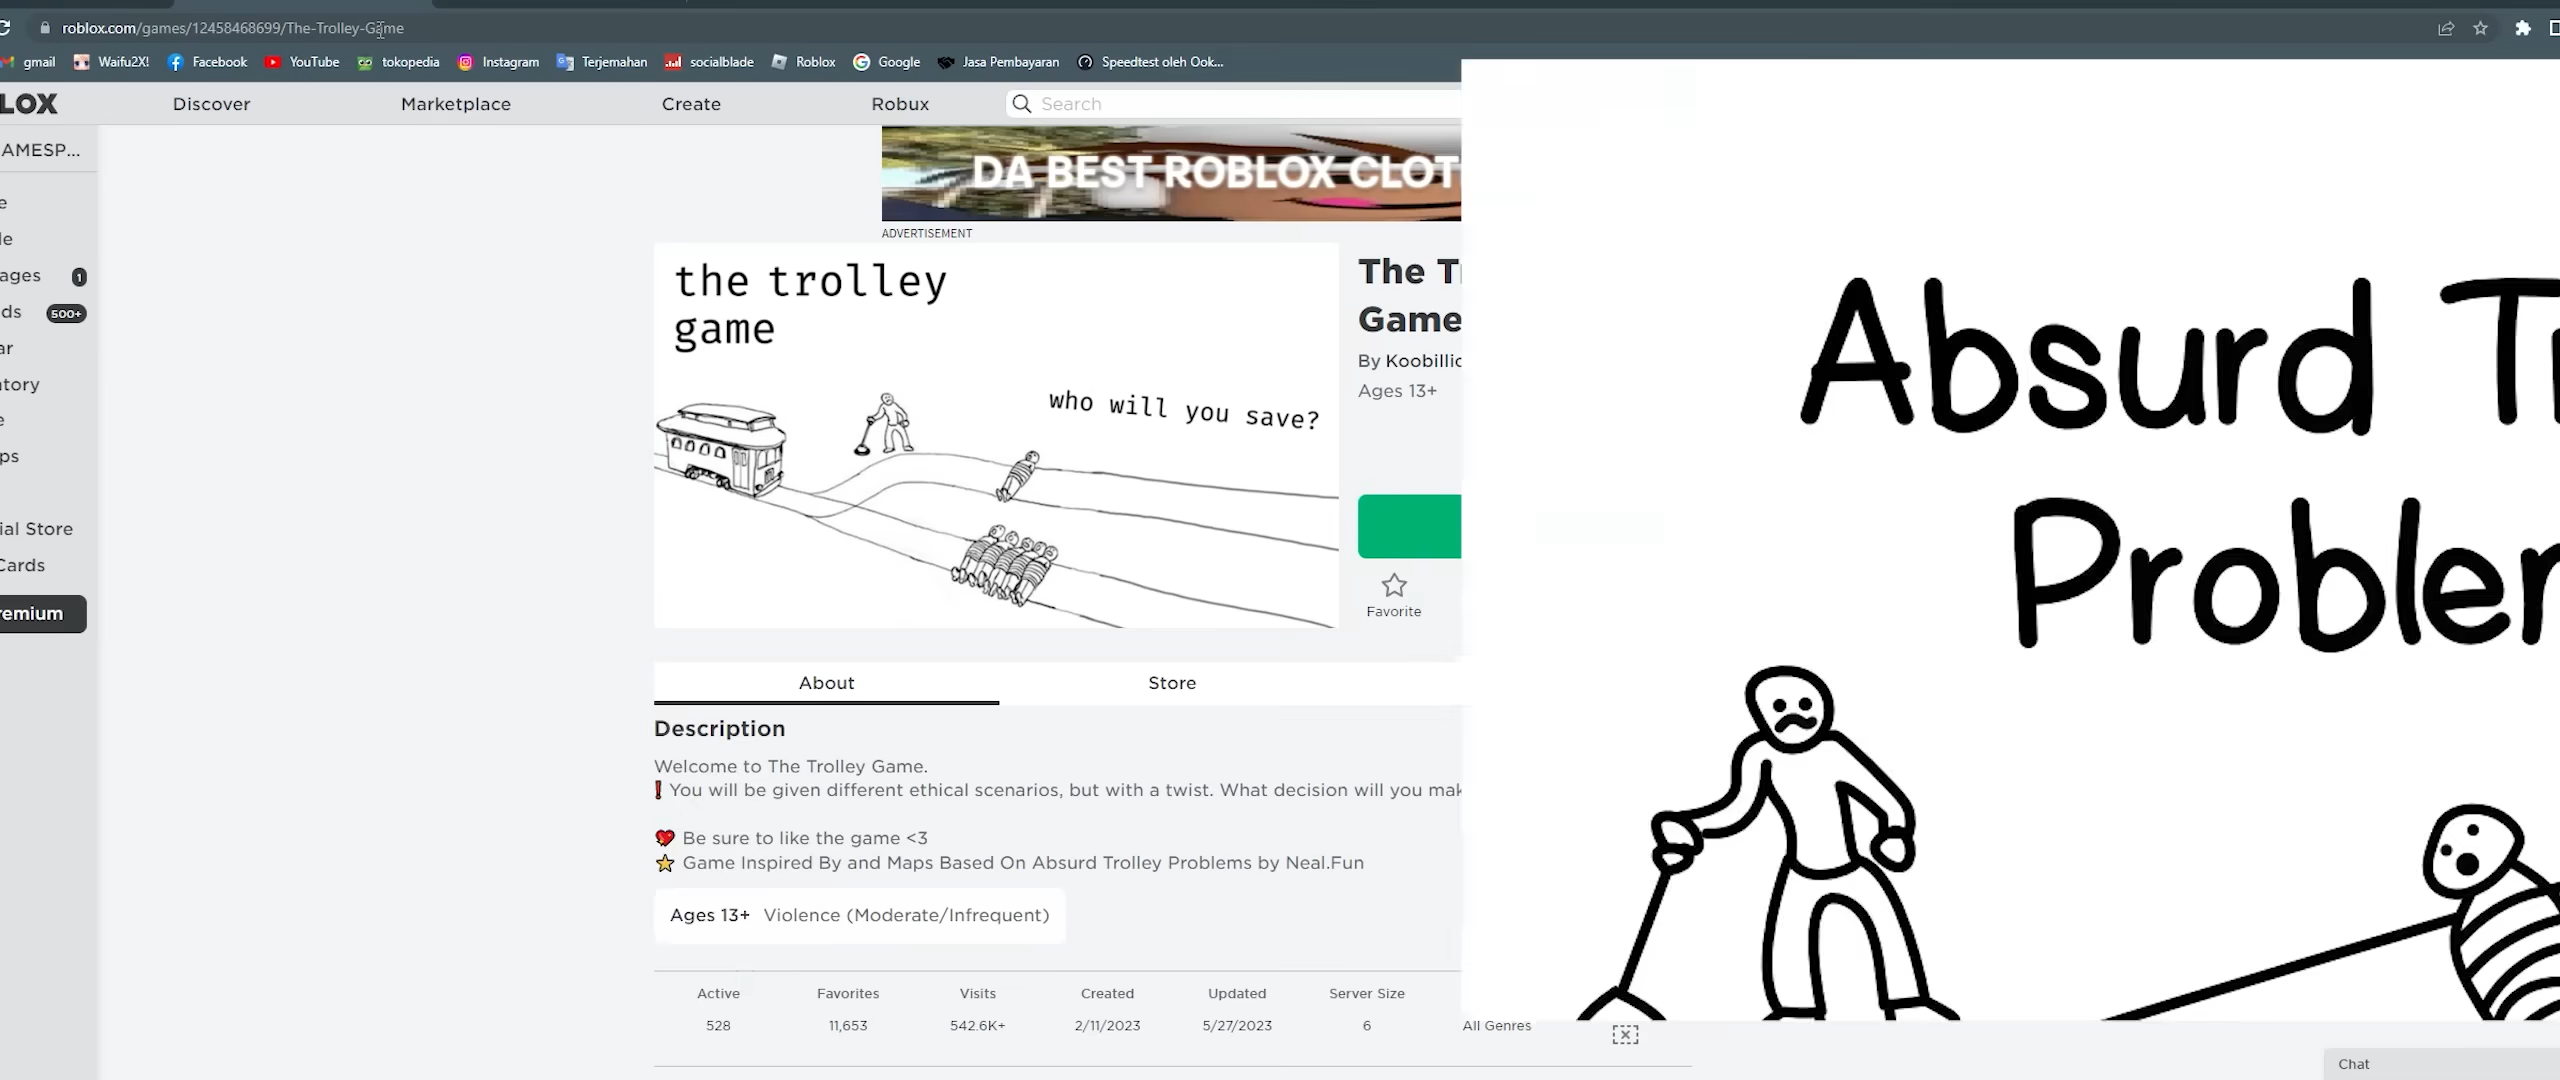 roblox.com/games/12458468699/The-Trolley-Game
gmail Waifu2X! Facebook YouTube tokopedia Instagram Terjemahan socialblade Roblox Google Jasa Pembayaran Speedtest oleh Ook...
LOX Discover Marketplace Create Robux Search
AMESP...
DA BEST ROBLOX CLOT
ADVERTISEMENT
the trolley
game
who will you save?
The T
Game
By Koobillic
Ages 13+
Favorite
e
le
ages 1
ds 500+
ar
ntory
e
ps
ial Store
Cards
remium
About Store
Description
Welcome to The Trolley Game.
❗ You will be given different ethical scenarios, but with a twist. What decision will you mak
💖 Be sure to like the game <3
⭐ Game Inspired By and Maps Based On Absurd Trolley Problems by Neal.Fun
Ages 13+ Violence (Moderate/Infrequent)
Active Favorites Visits Created Updated Server Size
528 11,653 542.6K+ 2/11/2023 5/27/2023 6 All Genres
Absurd Tr
Problem
Chat